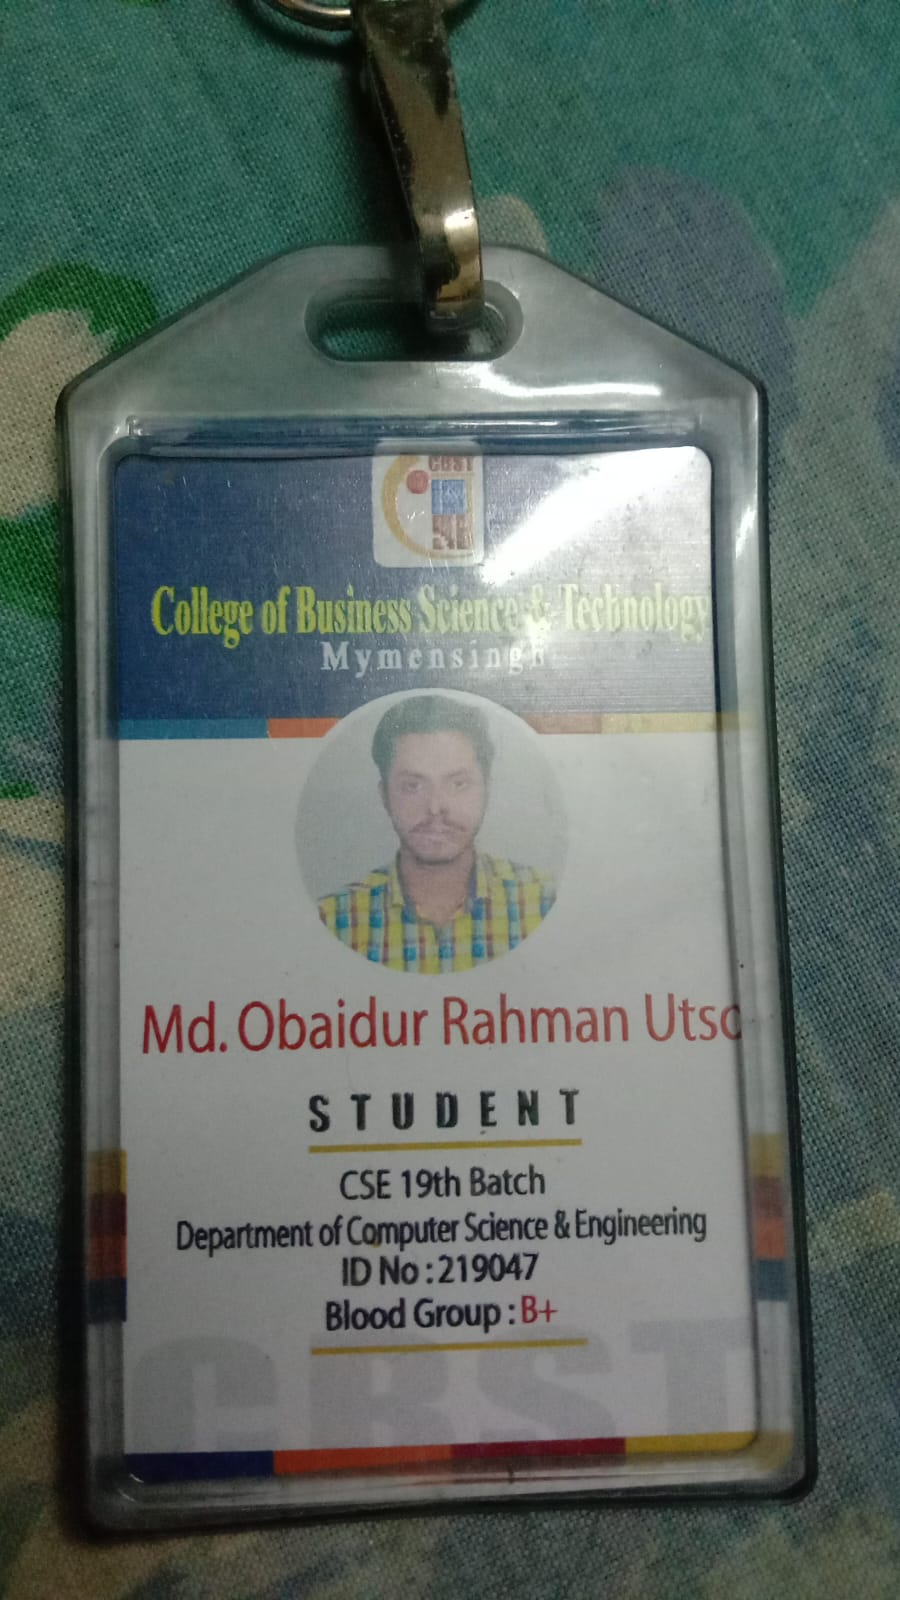 CBST
College of Business Science & Technology
Mymensingh
Md. Obaidur Rahman Utso
STUDENT
CSE 19th Batch
Department of Computer Science & Engineering
ID No : 219047
Blood Group : B+
CBST